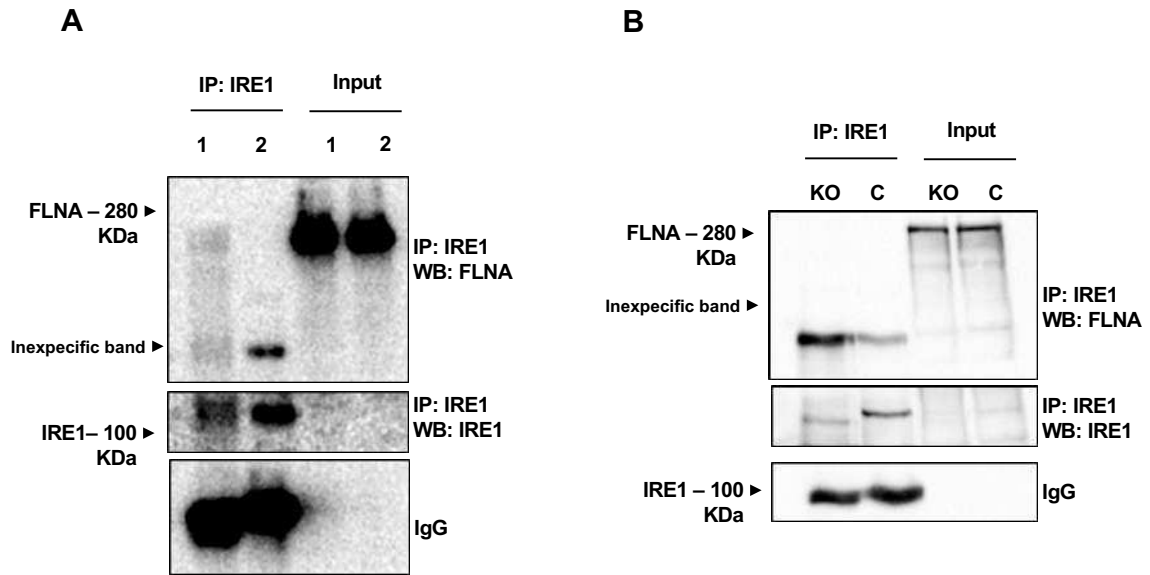 A
IP: IRE1
Input
1
2
1
2
FLNA – 280
KDa
IP: IRE1
WB: FLNA
Inexpecific band
IP: IRE1
WB: IRE1
IRE1– 100
KDa
IgG
B
IP: IRE1
Input
KO
C
KO
C
FLNA – 280
KDa
Inexpecific band
IP: IRE1
WB: FLNA
IP: IRE1
WB: IRE1
IRE1 – 100
KDa
IgG